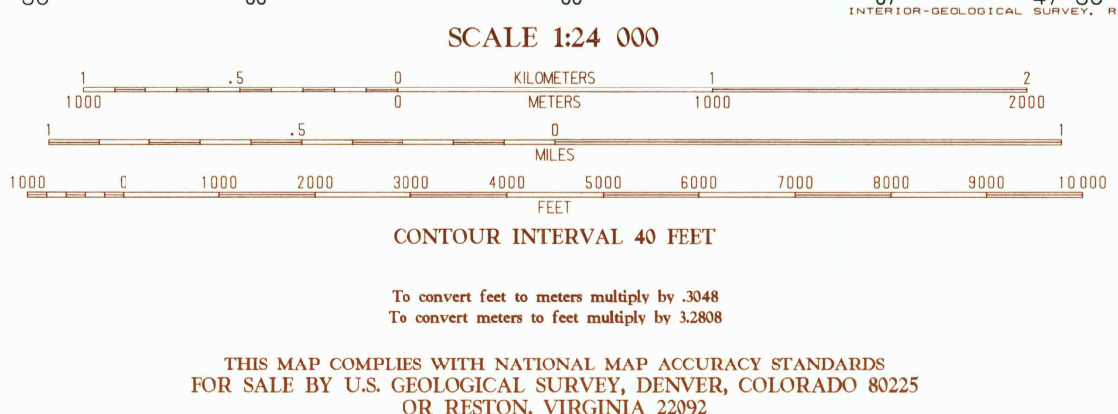 INTERIOR-GEOLOGICAL SURVEY, R
SCALE 1:24 000
1 .5 0 KILOMETERS 1 2
1000 0 METERS 1000 2000
1 .5 0 1
MILES
1000 0 1000 2000 3000 4000 5000 6000 7000 8000 9000 10 000
FEET
CONTOUR INTERVAL 40 FEET
To convert feet to meters multiply by .3048
To convert meters to feet multiply by 3.2808
THIS MAP COMPLIES WITH NATIONAL MAP ACCURACY STANDARDS
FOR SALE BY U.S. GEOLOGICAL SURVEY, DENVER, COLORADO 80225
OR RESTON, VIRGINIA 22092